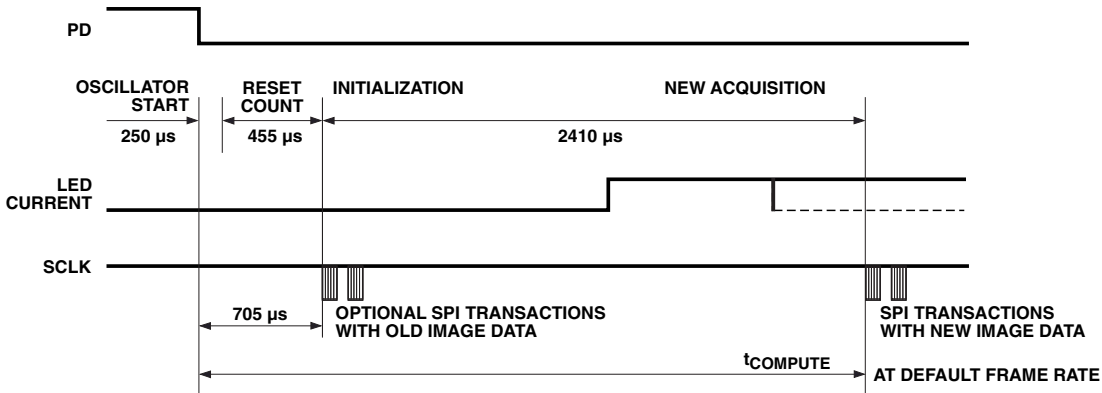 PD
OSCILLATOR
START
RESET
COUNT
INITIALIZATION
NEW ACQUISITION
250 µs
455 µs
2410 µs
LED
CURRENT
SCLK
705 µs
OPTIONAL SPI TRANSACTIONS
WITH OLD IMAGE DATA
SPI TRANSACTIONS
WITH NEW IMAGE DATA
tCOMPUTE
AT DEFAULT FRAME RATE